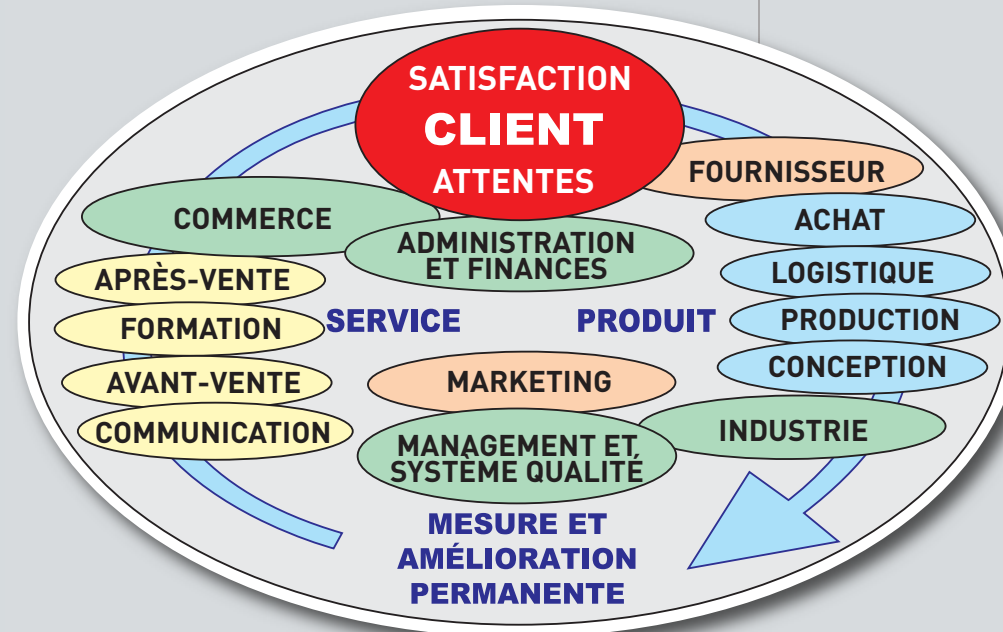 SATISFACTION
CLIENT
ATTENTES
FOURNISSEUR
COMMERCE
ACHAT
ADMINISTRATION
ET FINANCES
APRÈS-VENTE
LOGISTIQUE
FORMATION
SERVICE
PRODUIT
PRODUCTION
AVANT-VENTE
MARKETING
CONCEPTION
COMMUNICATION
MANAGEMENT ET
SYSTÈME QUALITÉ
INDUSTRIE
MESURE ET
AMÉLIORATION
PERMANENTE